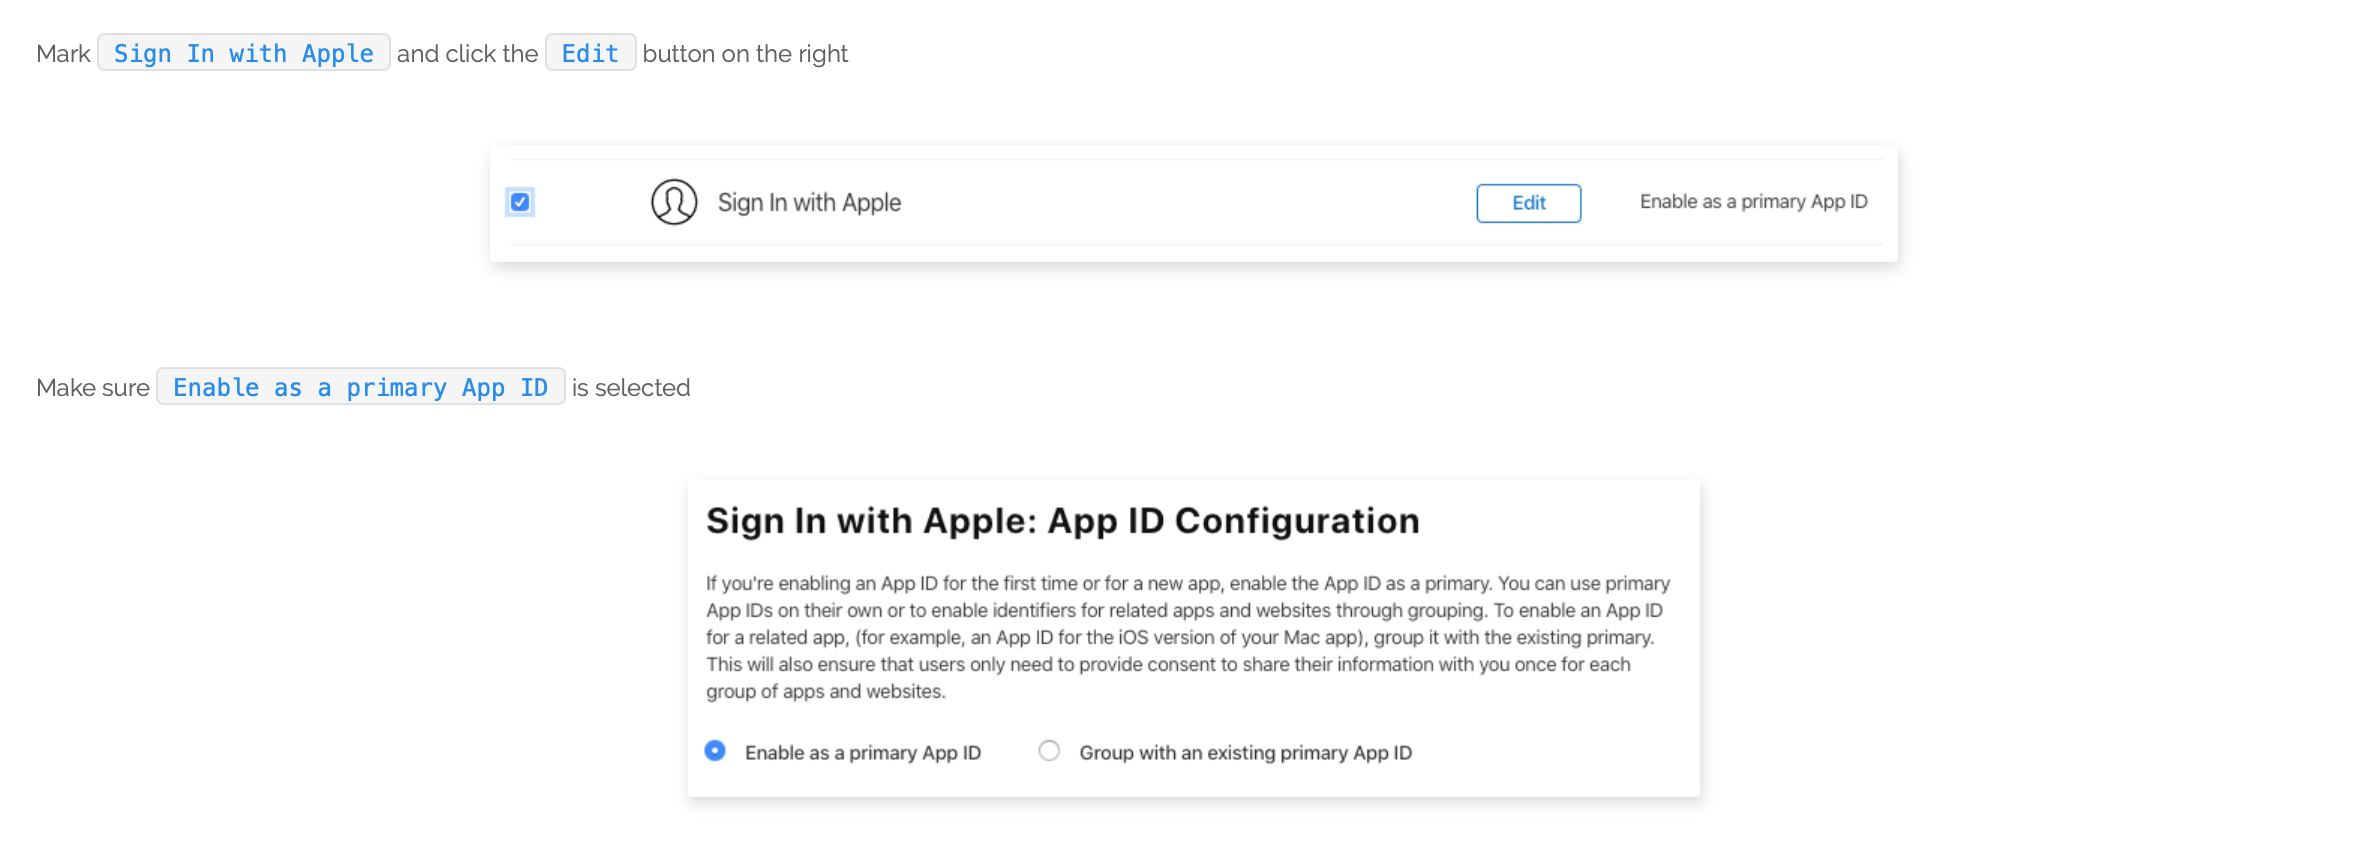 Mark Sign In with Apple and click the Edit button on the right
Sign In with Apple Edit Enable as a primary App ID
Make sure Enable as a primary App ID is selected
Sign In with Apple: App ID Configuration
If you're enabling an App ID for the first time or for a new app, enable the App ID as a primary. You can use primary
App IDs on their own or to enable identifiers for related apps and websites through grouping. To enable an App ID
for a related app, (for example, an App ID for the iOS version of your Mac app), group it with the existing primary.
This will also ensure that users only need to provide consent to share their information with you once for each
group of apps and websites.
Enable as a primary App ID Group with an existing primary App ID